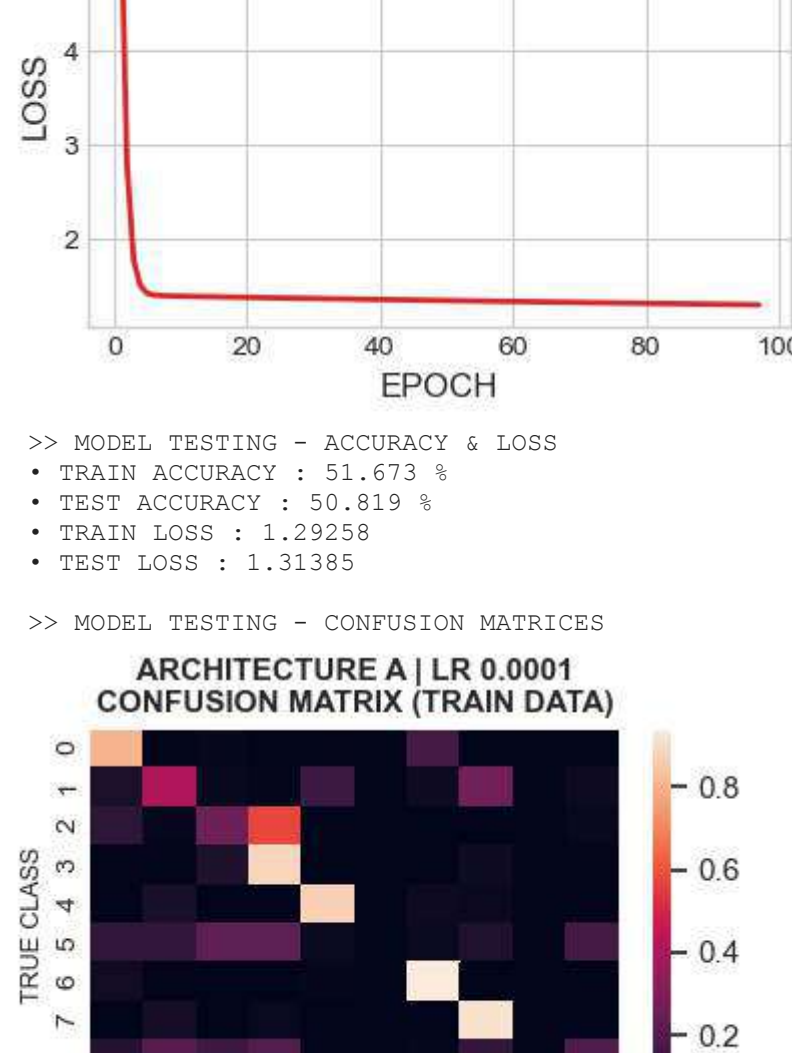 4
LOSS
3
2
0 20 40 60 80
EPOCH
>> MODEL TESTING - ACCURACY & LOSS
• TRAIN ACCURACY : 51.673 %
• TEST ACCURACY : 50.819 %
• TRAIN LOSS : 1.29258
• TEST LOSS : 1.31385
>> MODEL TESTING - CONFUSION MATRICES
ARCHITECTURE A | LR 0.0001
CONFUSION MATRIX (TRAIN DATA)
TRUE CLASS
0
1
2
3
4
5
6
7
0.8
0.6
0.4
0.2